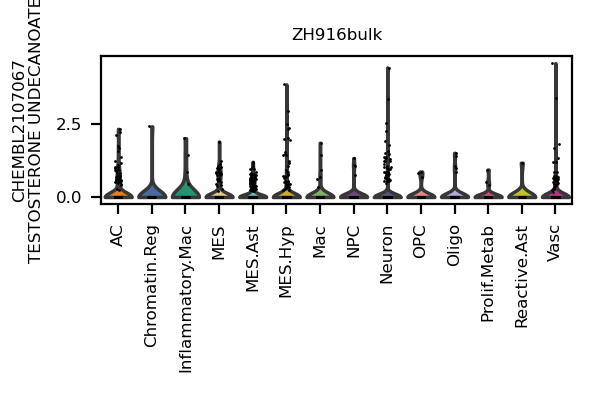 ZH916bulk
CHEMBL2107067
TESTOSTERONE UNDECANOATE
2.5
0.0
AC
Chromatin.Reg
Inflammatory.Mac
MES
MES.Ast
MES.Hyp
Mac
NPC
Neuron
OPC
Oligo
Prolif.Metab
Reactive.Ast
Vasc